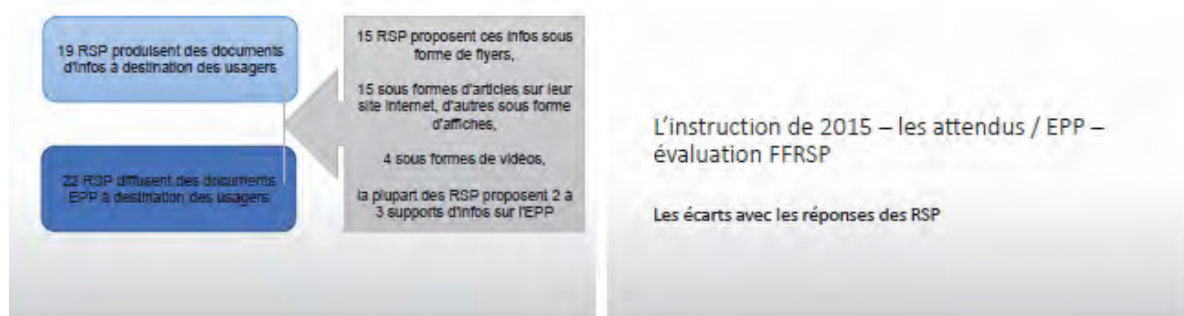 19 RSP produisent des documents
d'infos à destination des usagers
22 RSP diffusent des documents
EPP à destination des usagers
15 RSP proposent ces infos sous
forme de flyers,
15 sous formes d'articles sur leur
site internet, d'autres sous forme
d'affiches,
4 sous formes de vidéos,
la plupart des RSP proposent 2 à
3 supports d'infos sur l'EPP
L'instruction de 2015 – les attendus / EPP –
évaluation FFRSP
Les écarts avec les réponses des RSP